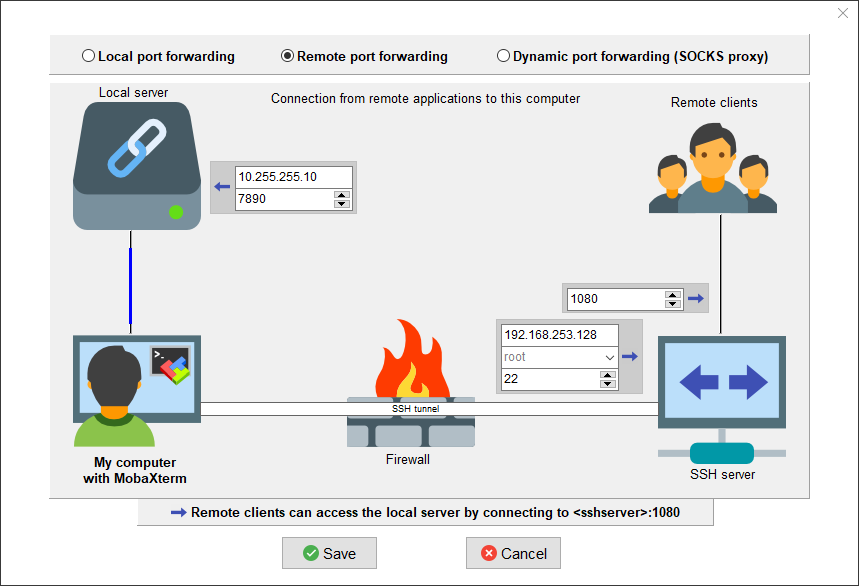 Local port forwarding
Remote port forwarding
Dynamic port forwarding (SOCKS proxy)
Local server
Connection from remote applications to this computer
Remote clients
10.255.255.10
7890
1080
192.168.253.128
root
22
>_
SSH tunnel
Firewall
My computer
with MobaXterm
SSH server
Remote clients can access the local server by connecting to <sshserver>:1080
Save
Cancel